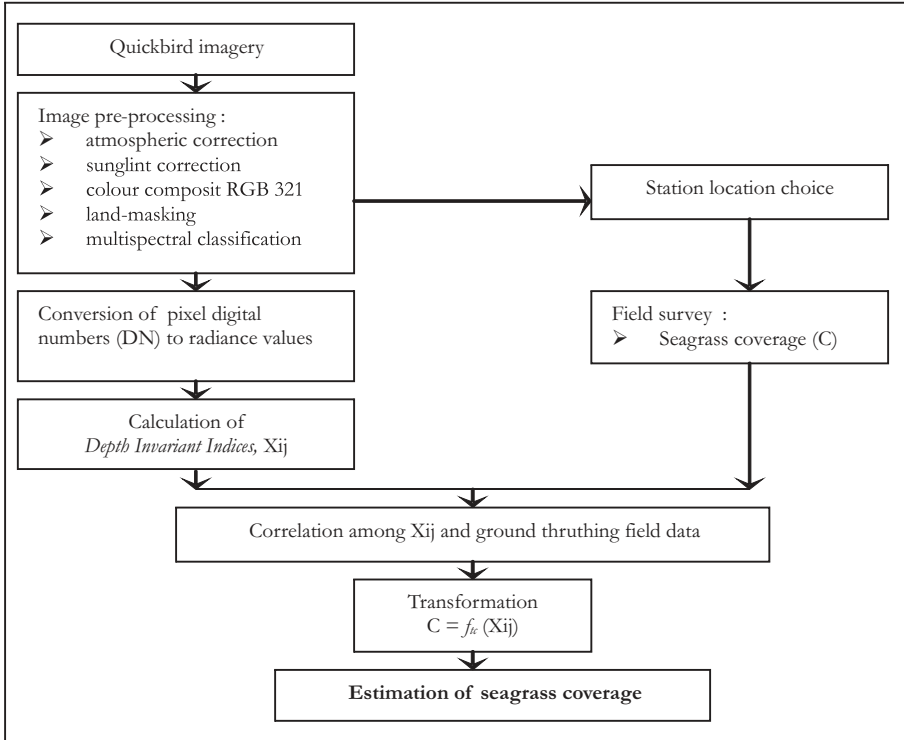 Quickbird imagery
Image pre-processing :
➢ atmospheric correction
➢ sunglint correction
➢ colour composit RGB 321
➢ land-masking
➢ multispectral classification
Station location choice
Conversion of pixel digital
numbers (DN) to radiance values
Field survey :
➢ Seagrass coverage (C)
Calculation of
Depth Invariant Indices, Xij
Correlation among Xij and ground thruthing field data
Transformation
C = ftc (Xij)
Estimation of seagrass coverage